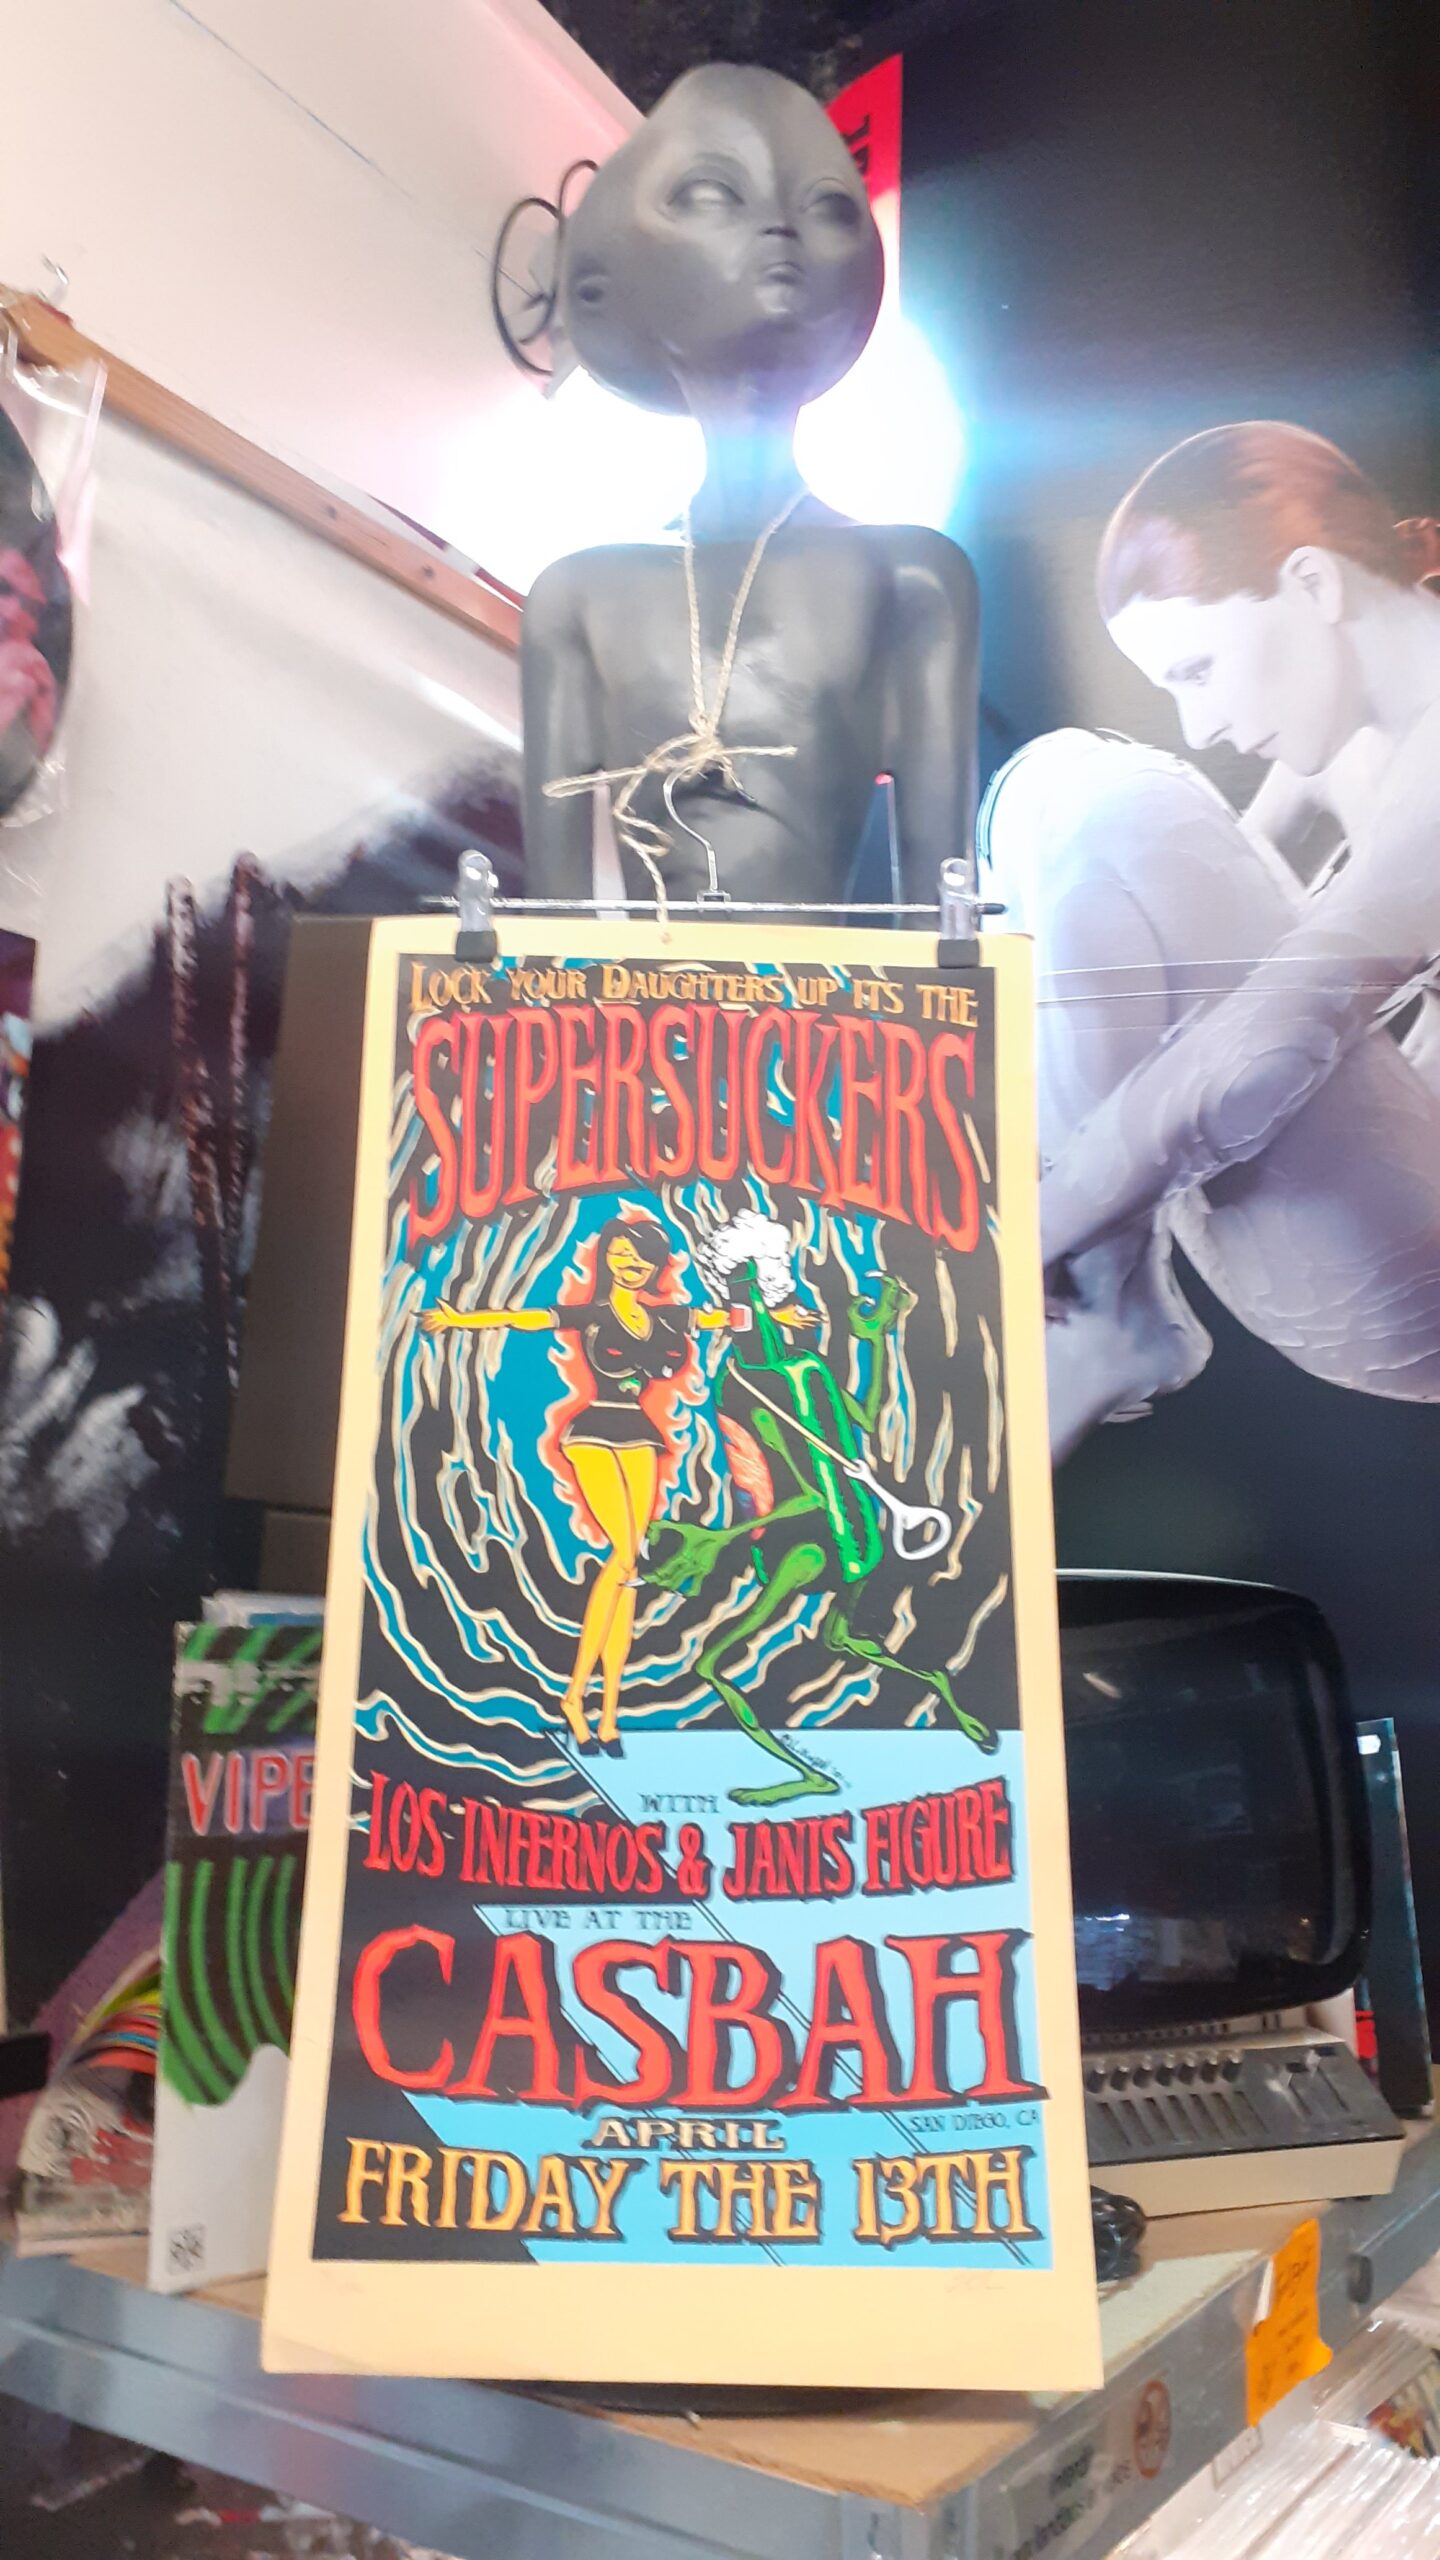 LOCK YOUR DAUGHTERS UP ITS THE
SUPERSUCKERS
WITH
LOS INFERNOS & JANIS FIGURE
LIVE AT THE
CASBAH
SAN DIEGO, CA
APRIL
FRIDAY THE 13TH
VIPE